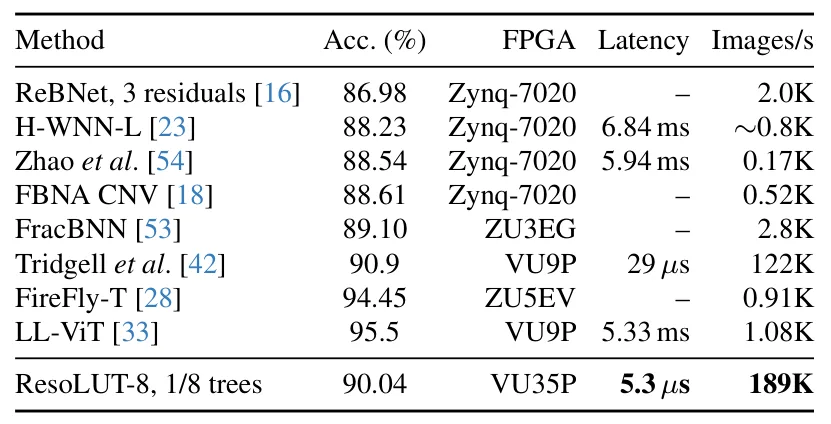 Method Acc. (%) FPGA Latency Images/s
ReBNet, 3 residuals [16] 86.98 Zynq-7020 – 2.0K
H-WNN-L [23] 88.23 Zynq-7020 6.84 ms ∼0.8K
Zhao et al. [54] 88.54 Zynq-7020 5.94 ms 0.17K
FBNA CNV [18] 88.61 Zynq-7020 – 0.52K
FracBNN [53] 89.10 ZU3EG – 2.8K
Tridgell et al. [42] 90.9 VU9P 29 μs 122K
FireFly-T [28] 94.45 ZU5EV – 0.91K
LL-ViT [33] 95.5 VU9P 5.33 ms 1.08K
ResoLUT-8, 1/8 trees 90.04 VU35P 5.3 μs 189K